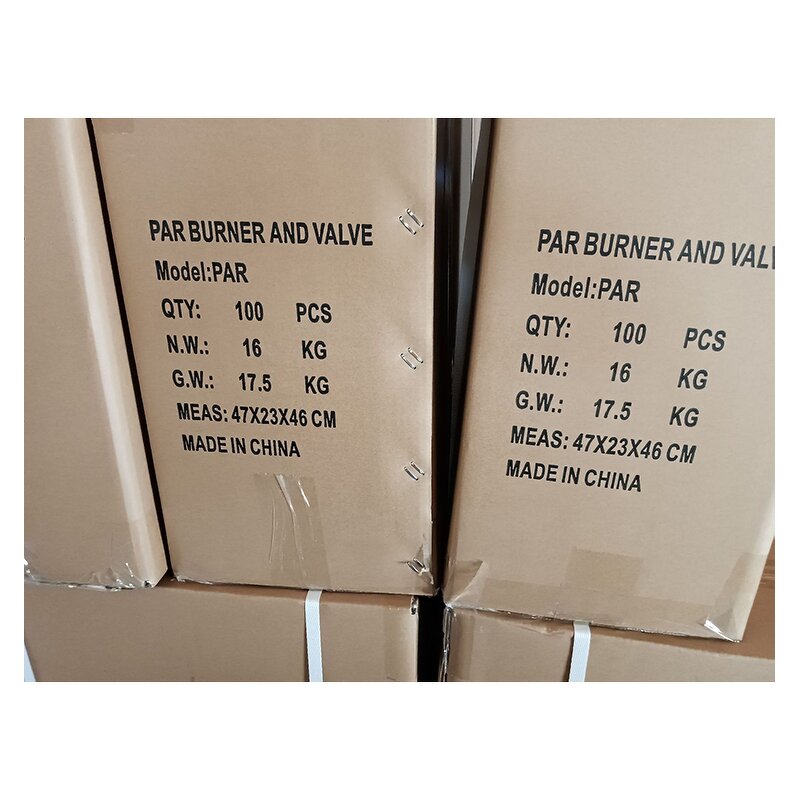 PAR BURNER AND VALVE
Model:PAR
QTY: 100 PCS
N.W.: 16 KG
G.W.: 17.5 KG
MEAS: 47X23X46 CM
MADE IN CHINA
PAR BURNER AND VALV
Model:PAR
QTY: 100 PCS
N.W.: 16 KG
G.W.: 17.5 KG
MEAS: 47X23X46 CM
MADE IN CHINA